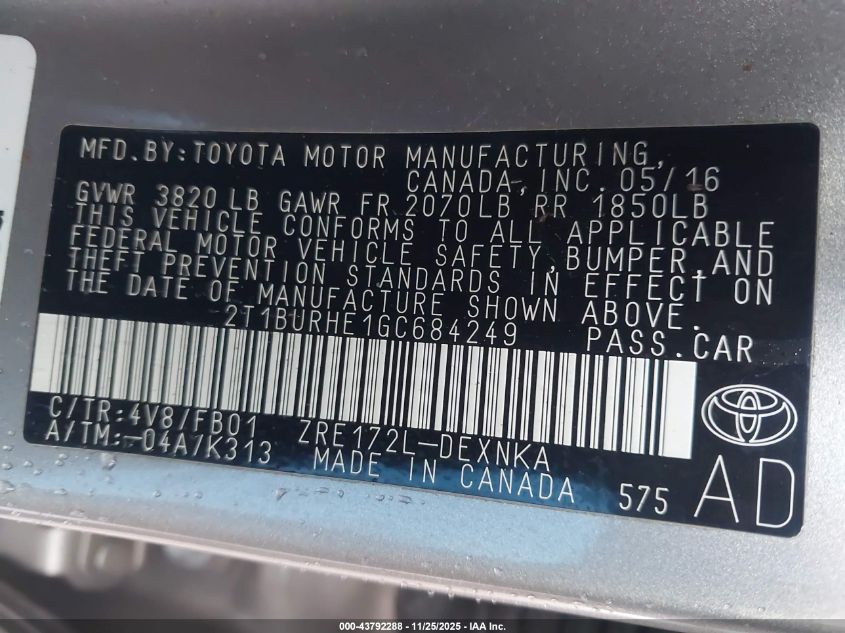 MFD.BY:TOYOTA MOTOR MANUFACTURING,
CANADA,INC.05/16
GVWR 3820 LB GAWR FR 2070LB RR 1850LB
THIS VEHICLE CONFORMS TO ALL APPLICABLE
FEDERAL MOTOR VEHICLE SAFETY,BUMPER,AND
THEFT PREVENTION STANDARDS IN EFFECT ON
THE DATE OF MANUFACTURE SHOWN ABOVE.
2T1BURHE1GC684249 PASS.CAR
C/TR:4V8/FB01 ZRE172L-DEXNKA
A/TM:-04A/K313 MADE IN CANADA 575 AD
000-43792288 - 11/25/2025 - IAA Inc.